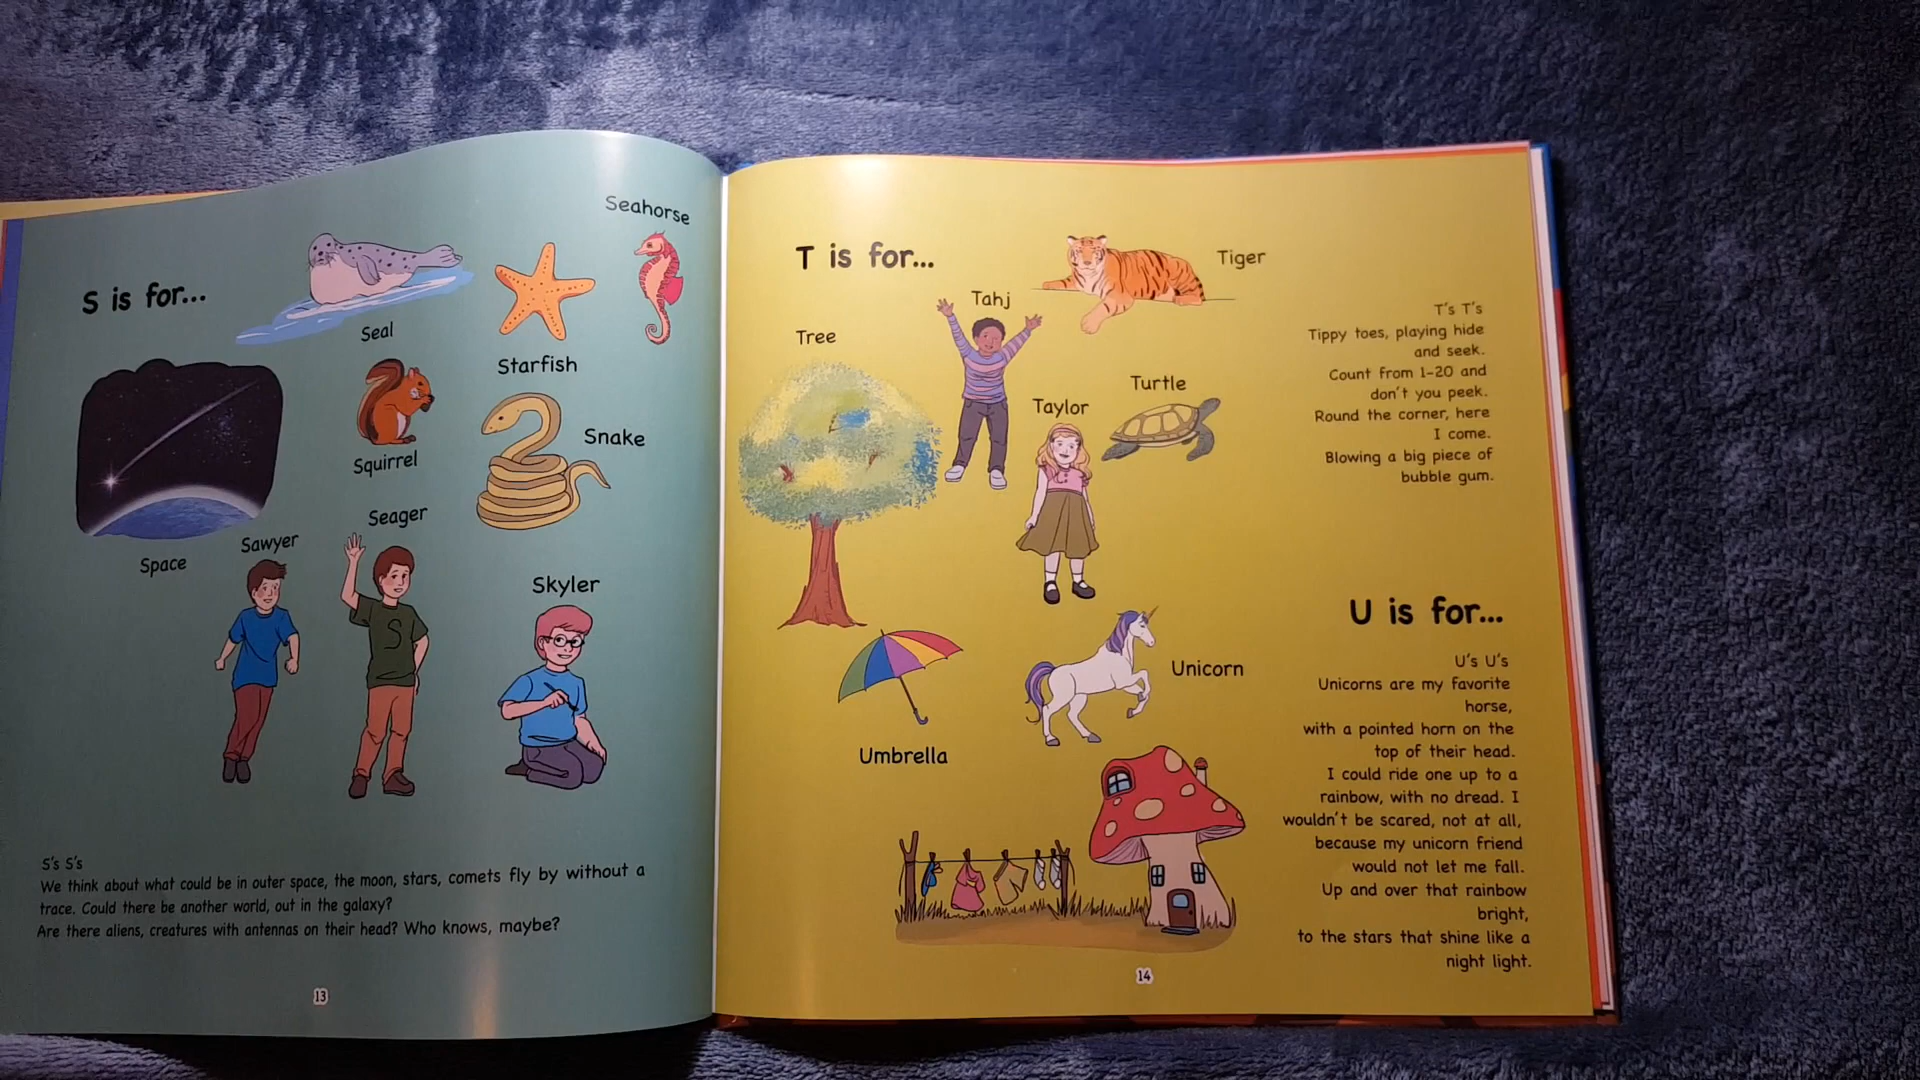 S is for...
Seal
Starfish
Seahorse
Squirrel
Snake
Space
Sawyer
Seager
S
Skyler
S's S's
We think about what could be in outer space, the moon, stars, comets fly by without a
trace. Could there be another world, out in the galaxy?
Are there aliens, creatures with antennas on their head? Who knows, maybe?
13
T is for...
Tiger
Tahj
Tree
Turtle
Taylor
T's T's
Tippy toes, playing hide
and seek.
Count from 1-20 and
don't you peek.
Round the corner, here
I come.
Blowing a big piece of
bubble gum.
U is for...
Unicorn
Umbrella
U's U's
Unicorns are my favorite
horse,
with a pointed horn on the
top of their head.
I could ride one up to a
rainbow, with no dread. I
wouldn't be scared, not at all,
because my unicorn friend
would not let me fall.
Up and over that rainbow
bright,
to the stars that shine like a
night light.
14